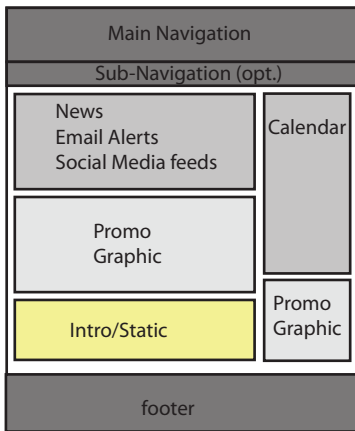 Main Navigation
Sub-Navigation (opt.)
News
Email Alerts
Social Media feeds
Calendar
Promo
Graphic
Intro/Static
Promo
Graphic
footer